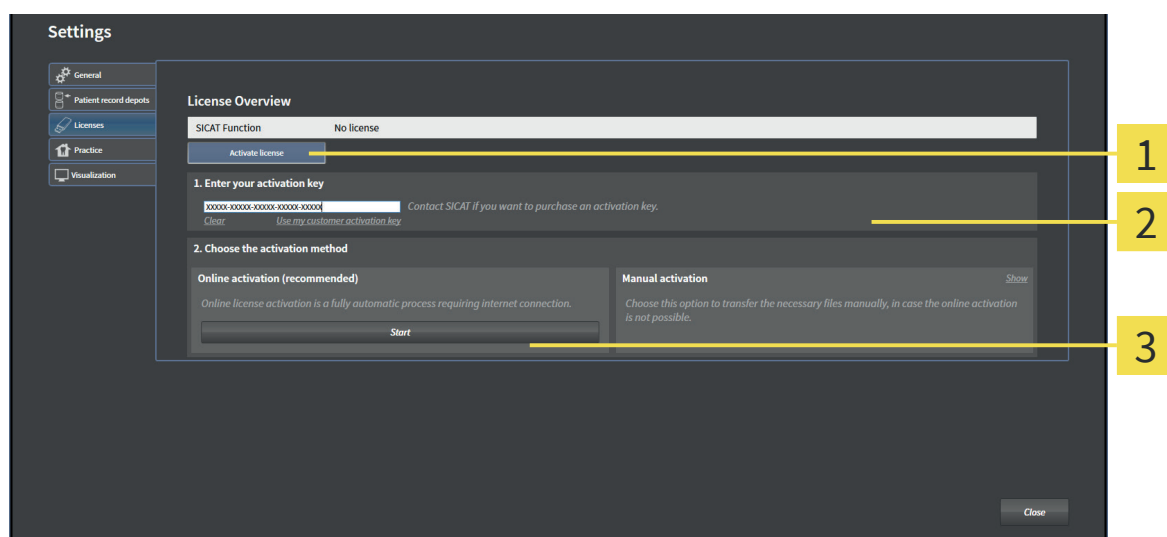 Settings
General
Patient record depots
Licenses
Practice
Visualization
License Overview
SICAT Function No license
Activate license
1
1. Enter your activation key
XXXXX-XXXXX-XXXXX-XXXXX-XXXXX Contact SICAT if you want to purchase an activation key.
Clear Use my customer activation key
2
2. Choose the activation method
Online activation (recommended)
Online license activation is a fully automatic process requiring internet connection.
Start
Manual activation Show
Choose this option to transfer the necessary files manually, in case the online activation
is not possible.
3
Close